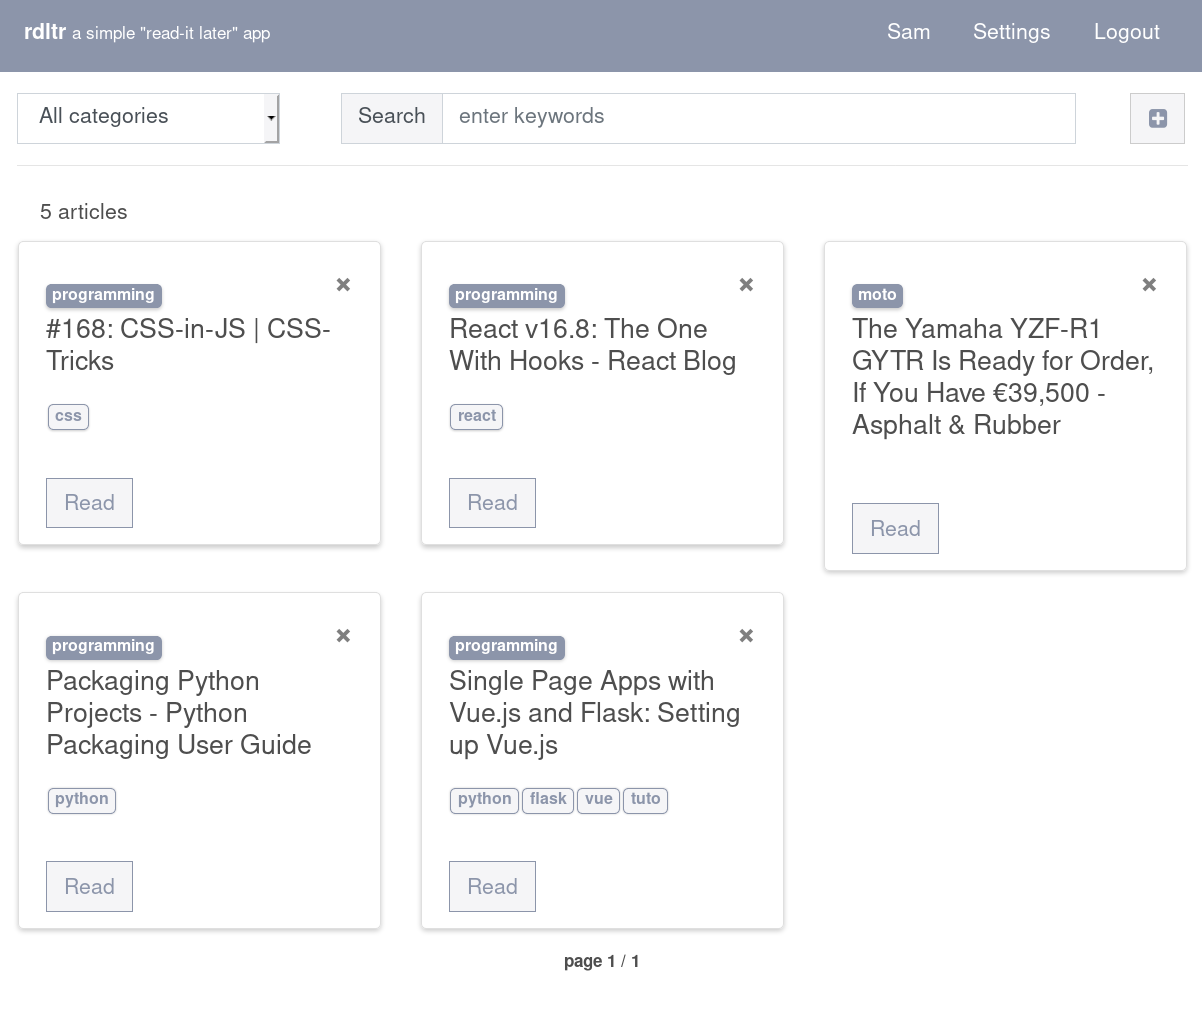 rdltr a simple "read-it later" app Sam Settings Logout
All categories Search enter keywords
5 articles
programming
#168: CSS-in-JS | CSS-
Tricks
css
Read
programming
React v16.8: The One
With Hooks - React Blog
react
Read
moto
The Yamaha YZF-R1
GYTR Is Ready for Order,
If You Have €39,500 -
Asphalt & Rubber
Read
programming
Packaging Python
Projects - Python
Packaging User Guide
python
Read
programming
Single Page Apps with
Vue.js and Flask: Setting
up Vue.js
python flask vue tuto
Read
page 1 / 1